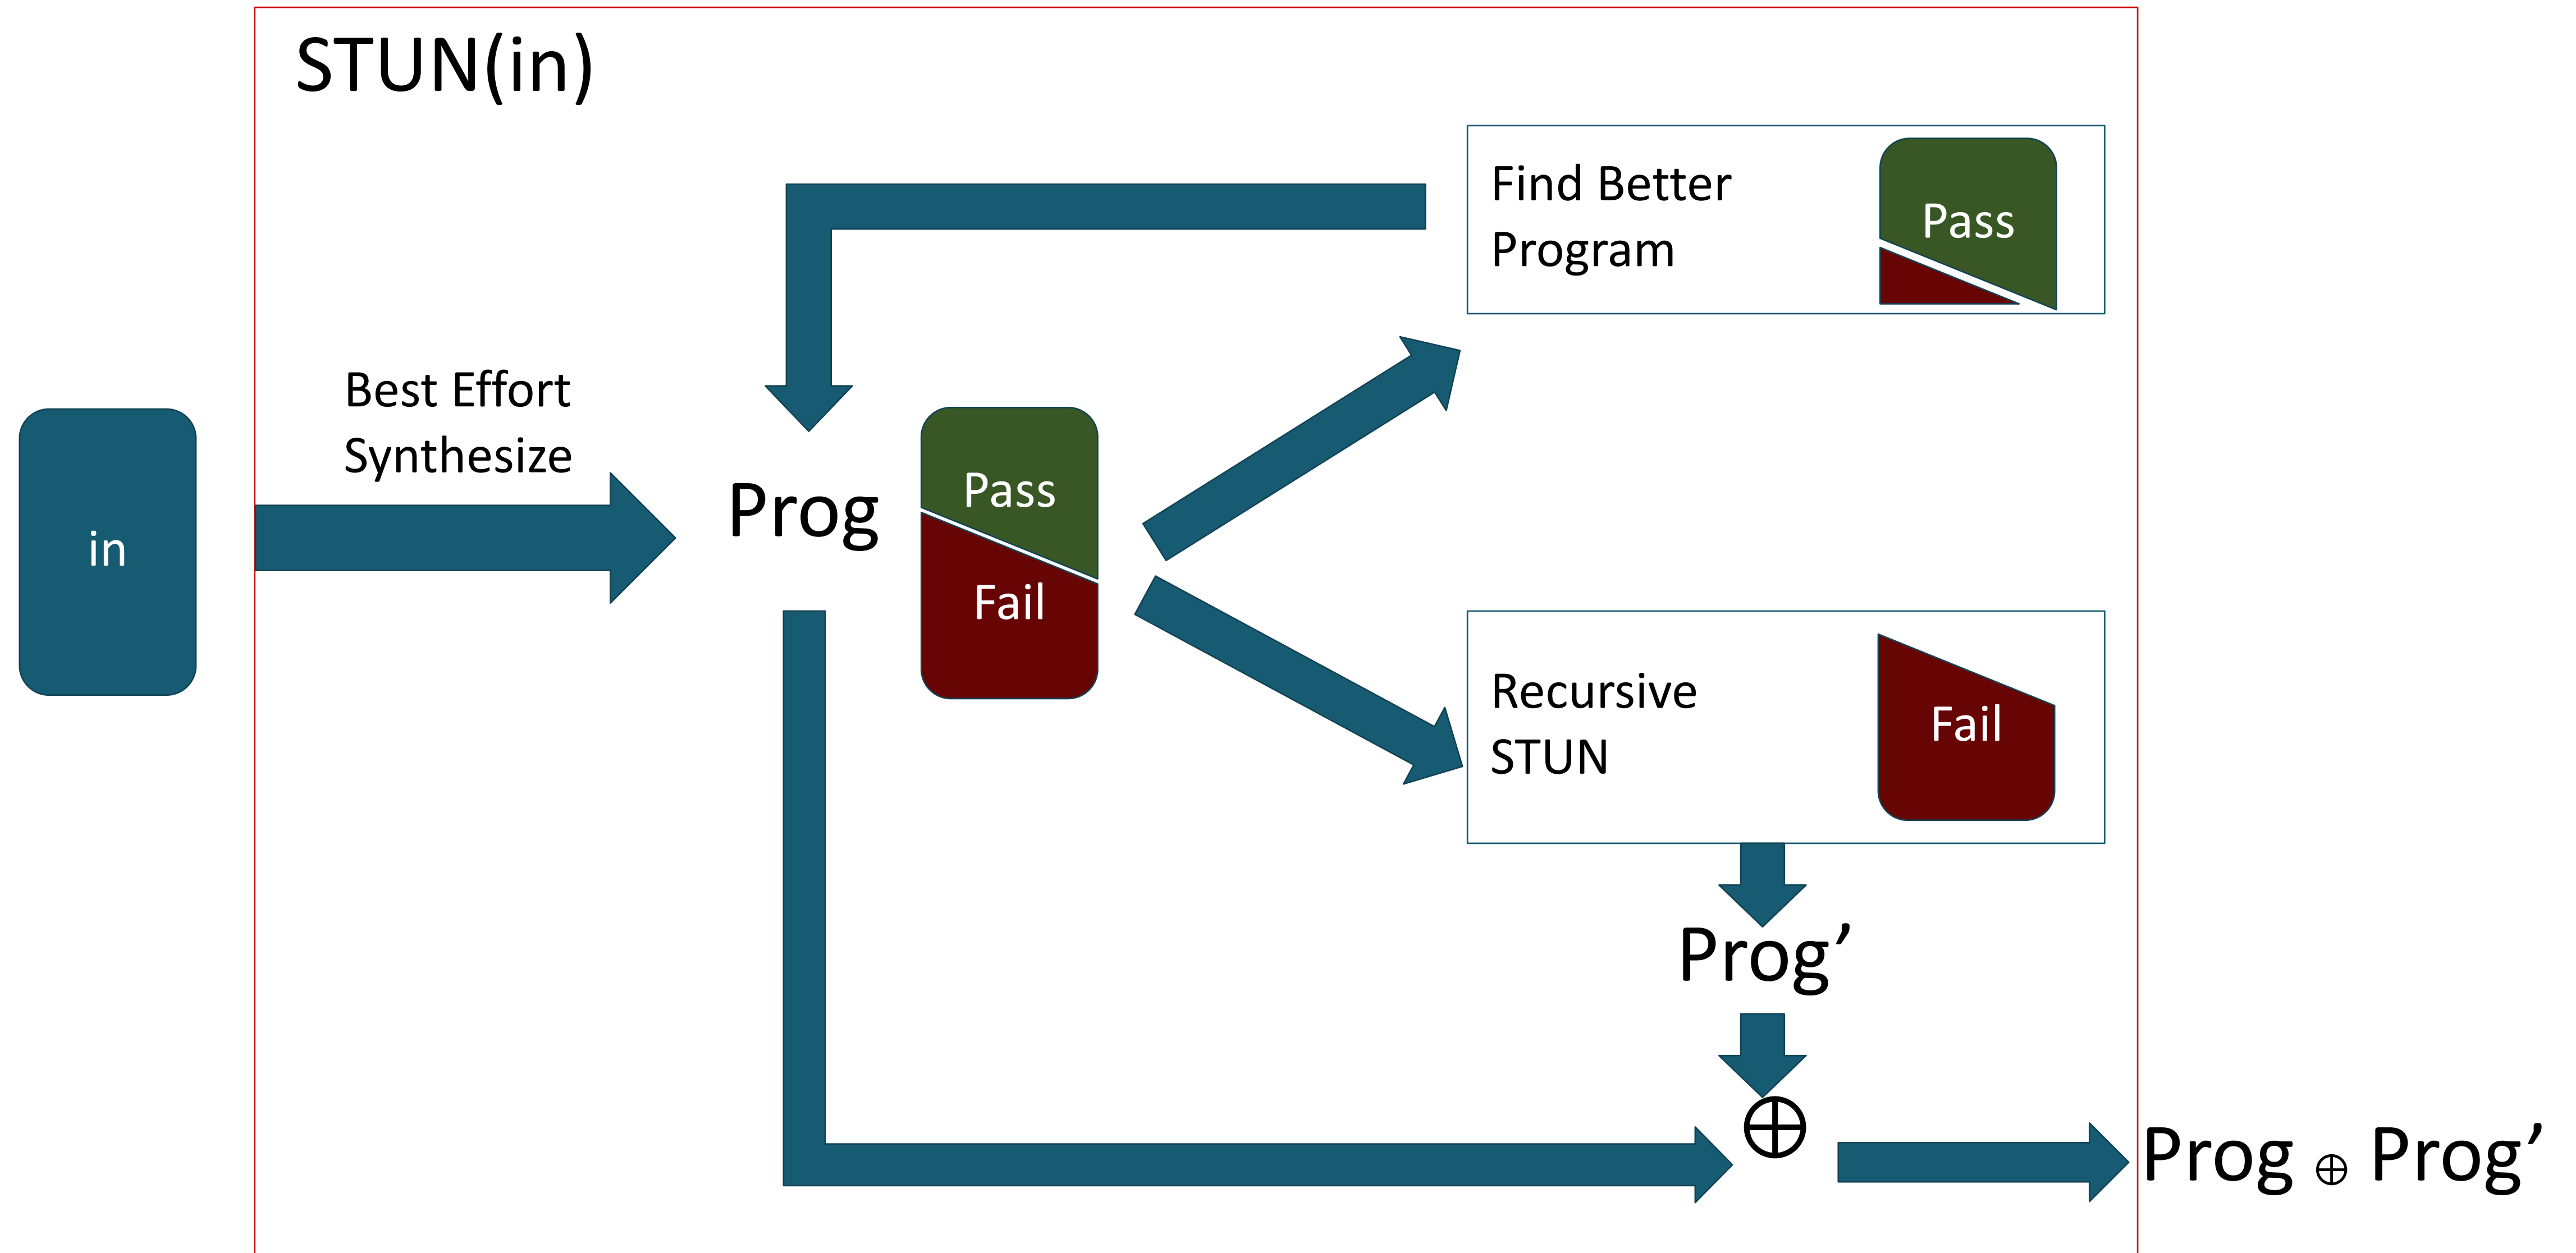 STUN(in)
Find Better
Program
Pass
Best Effort
Synthesize
in
Prog
Pass
Fail
Recursive
STUN
Fail
Prog’
⊕
Prog ⊕ Prog’